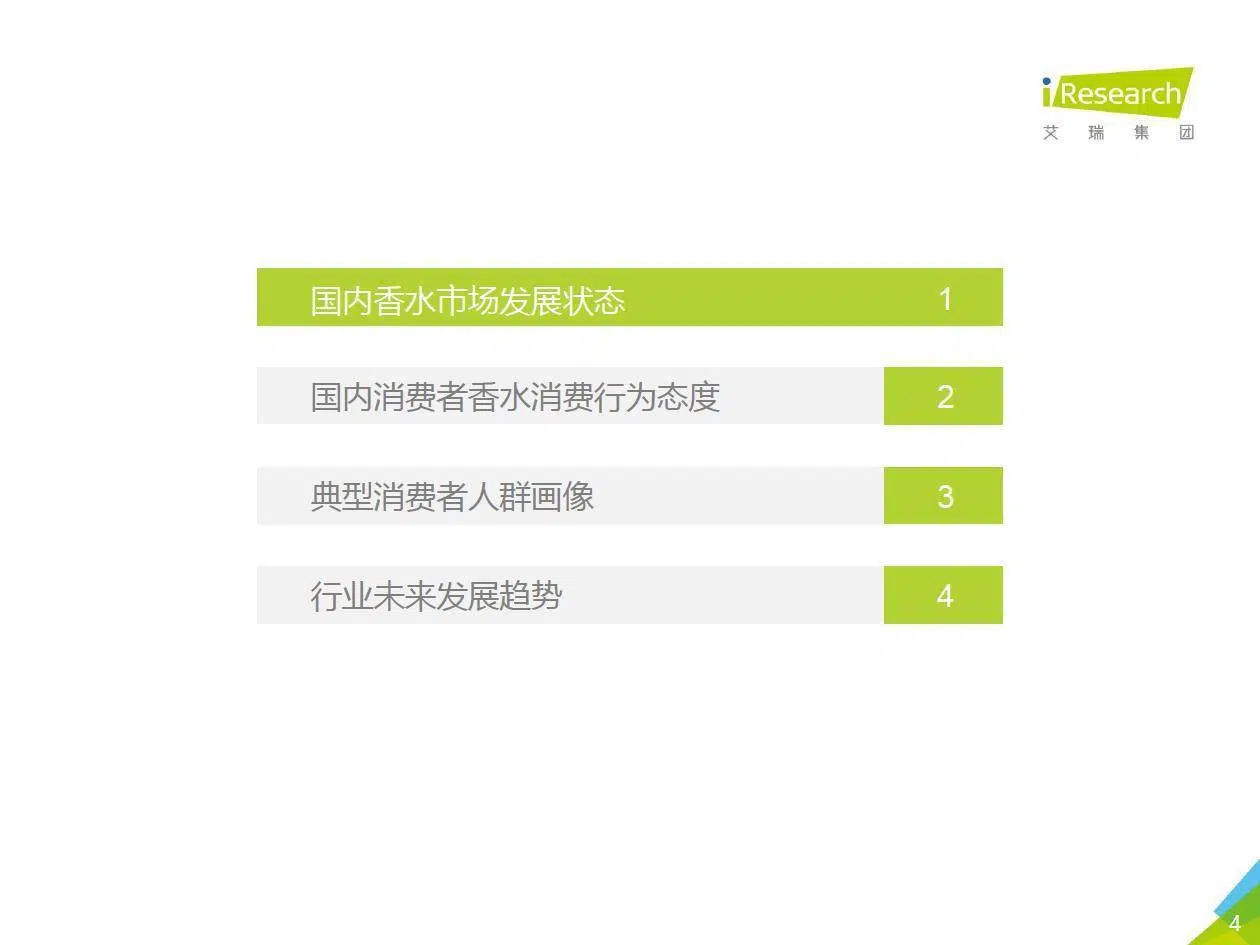 iResearch
艾瑞集团
国内香水市场发展状态 1
国内消费者香水消费行为态度 2
典型消费者人群画像 3
行业未来发展趋势 4
4